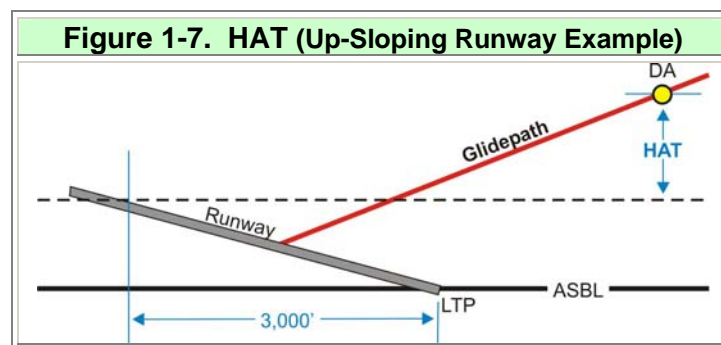 Figure 1-7. HAT (Up-Sloping Runway Example)
DA
Glidepath
HAT
Runway
LTP
ASBL
3,000'